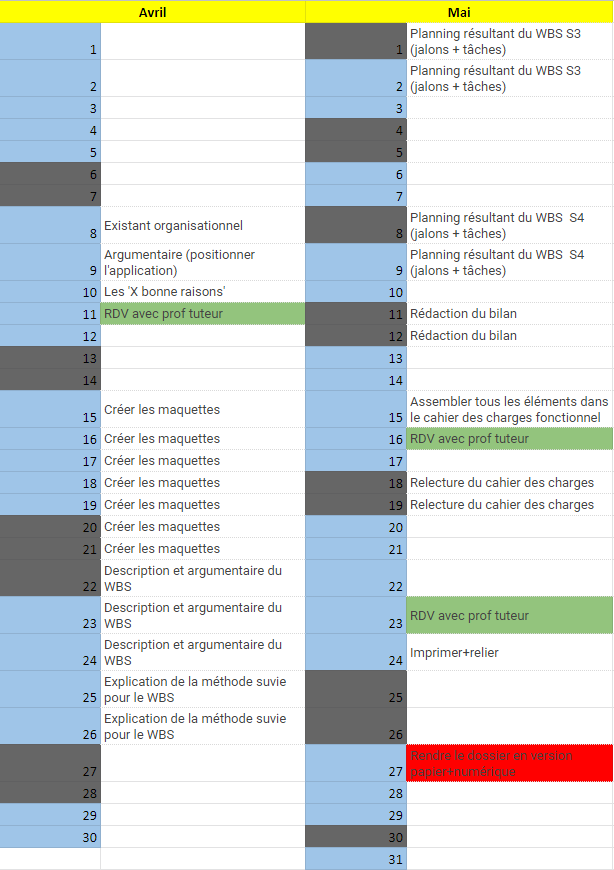 Avril Mai
1 1 Planning résultant du WBS S3
(jalons + tâches)
2 2 Planning résultant du WBS S3
(jalons + tâches)
3 3
4 4
5 5
6 6
7 7
8 Existant organisationnel 8 Planning résultant du WBS S4
(jalons + tâches)
9 Argumentaire (positionner 9 Planning résultant du WBS S4
l'application) (jalons + tâches)
10 Les 'X bonne raisons' 10
11 RDV avec prof tuteur 11 Rédaction du bilan
12 12 Rédaction du bilan
13 13
14 14
15 Créer les maquettes 15 Assembler tous les éléments dans
le cahier des charges fonctionnel
16 Créer les maquettes 16 RDV avec prof tuteur
17 Créer les maquettes 17
18 Créer les maquettes 18 Relecture du cahier des charges
19 Créer les maquettes 19 Relecture du cahier des charges
20 Créer les maquettes 20
21 Créer les maquettes 21
22 Description et argumentaire du 22
WBS
23 Description et argumentaire du 23 RDV avec prof tuteur
WBS
24 Description et argumentaire du 24 Imprimer+relier
WBS
25 Explication de la méthode suvie 25
pour le WBS
26 Explication de la méthode suvie 26
pour le WBS
27 27 Rendre le dossier en version
papier+numérique
28 28
29 29
30 30
31